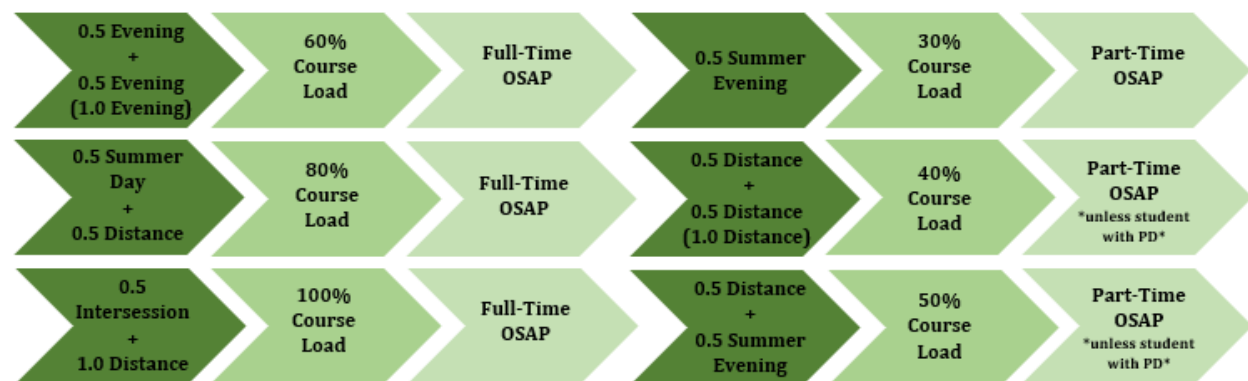 0.5 Evening
+
0.5 Evening
(1.0 Evening)
60%
Course
Load
Full-Time
OSAP
0.5 Summer
Evening
30%
Course
Load
Part-Time
OSAP
0.5 Summer
Day
+
0.5 Distance
80%
Course
Load
Full-Time
OSAP
0.5 Distance
+
0.5 Distance
(1.0 Distance)
40%
Course
Load
Part-Time
OSAP
*unless student
with PD*
0.5
Intersession
+
1.0 Distance
100%
Course
Load
Full-Time
OSAP
0.5 Distance
+
0.5 Summer
Evening
50%
Course
Load
Part-Time
OSAP
*unless student
with PD*